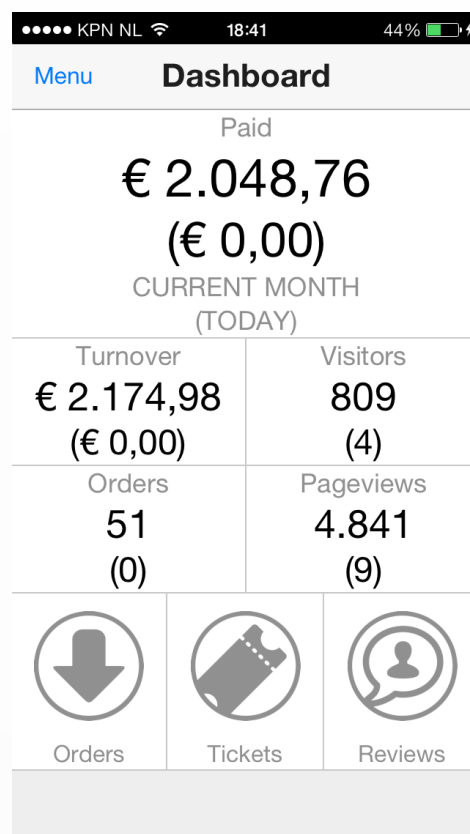 KPN NL 18:41 44%
Menu Dashboard
Paid
€ 2.048,76
(€ 0,00)
CURRENT MONTH
(TODAY)
Turnover Visitors
€ 2.174,98 809
(€ 0,00) (4)
Orders Pageviews
51 4.841
(0) (9)
Orders Tickets Reviews